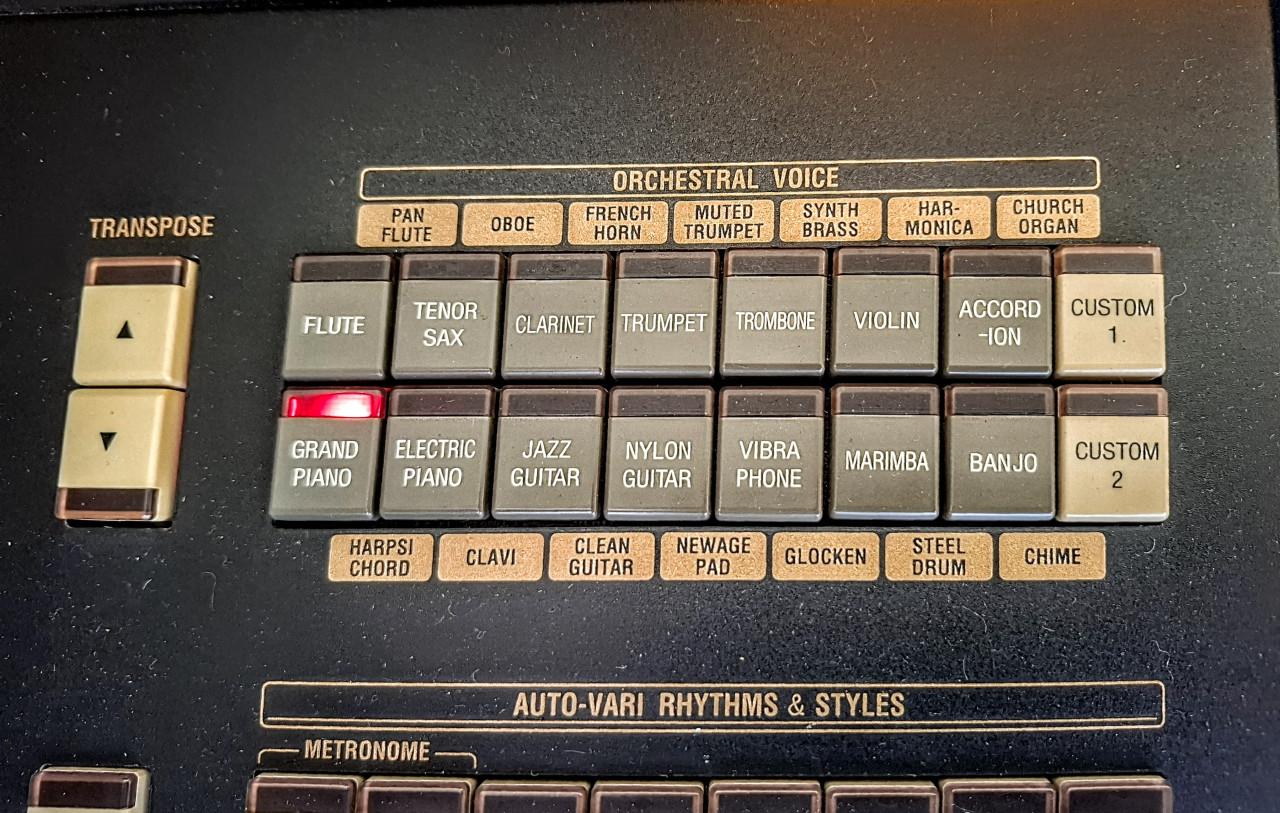 ORCHESTRAL VOICE
TRANSPOSE
PAN
FLUTE
OBOE
FRENCH
HORN
MUTED
TRUMPET
SYNTH
BRASS
HAR-
MONICA
CHURCH
ORGAN
FLUTE
TENOR
SAX
CLARINET
TRUMPET
TROMBONE
VIOLIN
ACCORD
-ION
CUSTOM
1
GRAND
PIANO
ELECTRIC
PIANO
JAZZ
GUITAR
NYLON
GUITAR
VIBRA
PHONE
MARIMBA
BANJO
CUSTOM
2
HARPSI
CHORD
CLAVI
CLEAN
GUITAR
NEWAGE
PAD
GLOCKEN
STEEL
DRUM
CHIME
AUTO-VARI RHYTHMS & STYLES
METRONOME